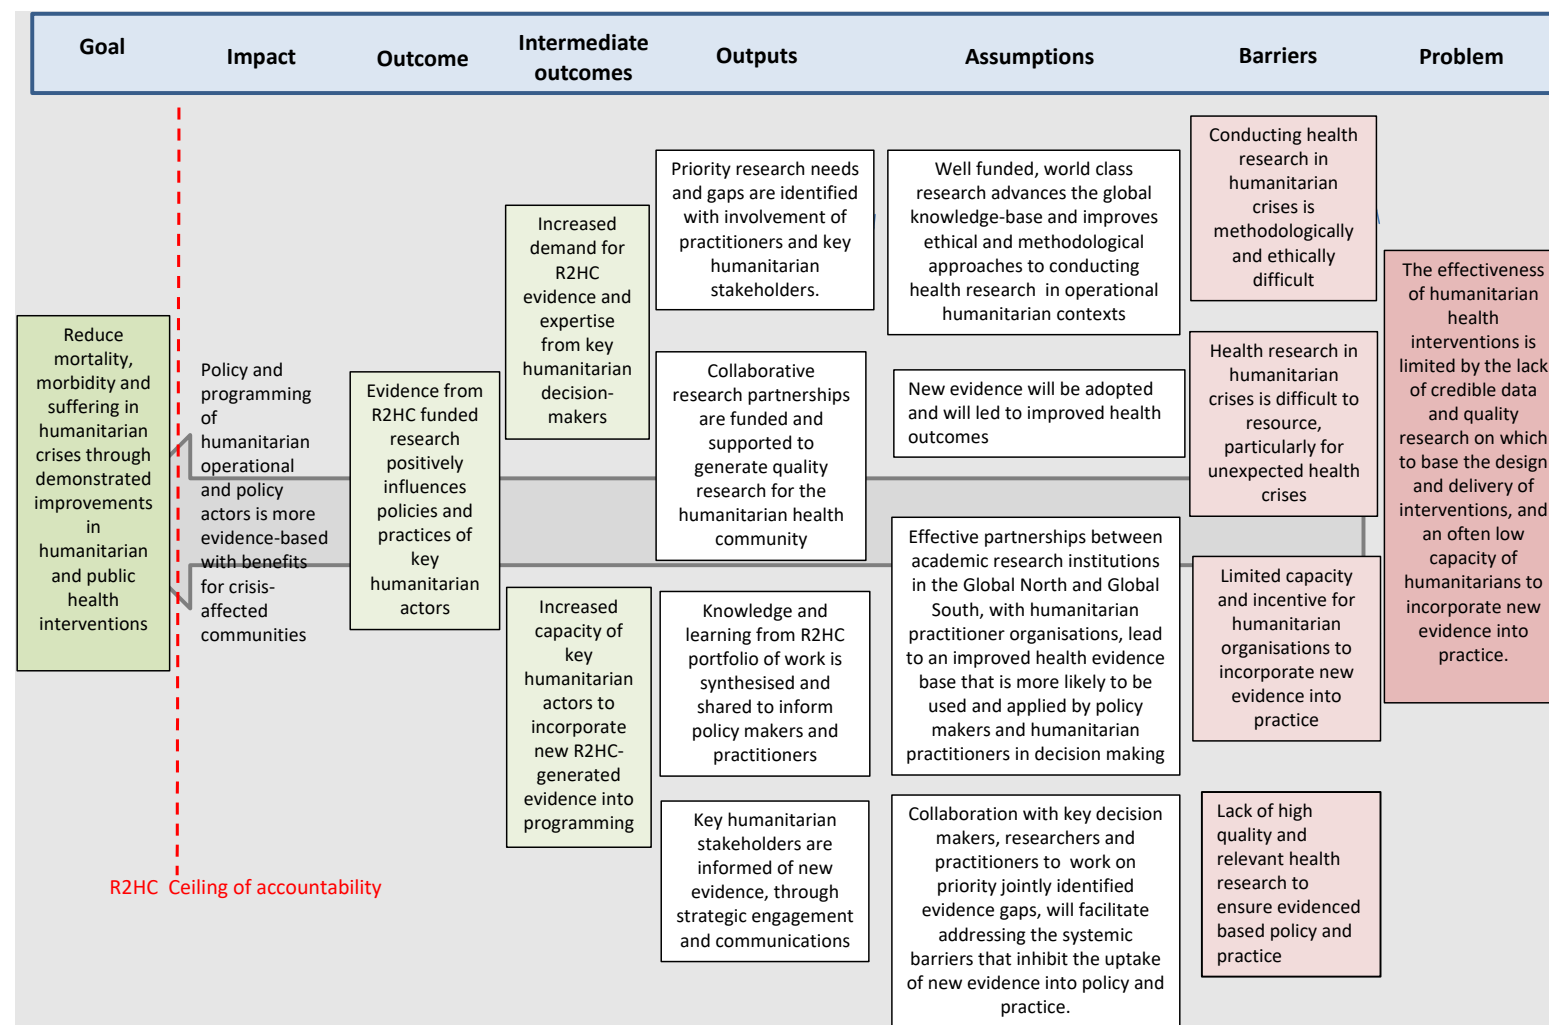 Goal
Impact
Outcome
Intermediate
outcomes
Outputs
Assumptions
Barriers
Problem
Reduce
mortality,
morbidity and
suffering in
humanitarian
crises through
demonstrated
improvements
in
humanitarian
and public
health
interventions
Policy and
programming
of
humanitarian
operational
and policy
actors is more
evidence-based
with benefits
for crisis-
affected
communities
Evidence from
R2HC funded
research
positively
influences
policies and
practices of
key
humanitarian
actors
Increased
demand for
R2HC
evidence and
expertise
from key
humanitarian
decision-
makers
Increased
capacity of
key
humanitarian
actors to
incorporate
new R2HC-
generated
evidence into
programming
Priority research needs
and gaps are identified
with involvement of
practitioners and key
humanitarian
stakeholders.
Collaborative
research partnerships
are funded and
supported to
generate quality
research for the
humanitarian health
community
Knowledge and
learning from R2HC
portfolio of work is
synthesised and
shared to inform
policy makers and
practitioners
Key humanitarian
stakeholders are
informed of new
evidence, through
strategic engagement
and communications
Well funded, world class
research advances the global
knowledge-base and improves
ethical and methodological
approaches to conducting
health research  in operational
humanitarian contexts
New evidence will be adopted
and will led to improved health
outcomes
Effective partnerships between
academic research institutions
in the Global North and Global
South, with humanitarian
practitioner organisations, lead
to an improved health evidence
base that is more likely to be
used and applied by policy
makers and humanitarian
practitioners in decision making
Collaboration with key decision
makers, researchers and
practitioners to  work on
priority jointly identified
evidence gaps, will facilitate
addressing the systemic
barriers that inhibit the uptake
of new evidence into policy and
practice.
Conducting health
research in
humanitarian
crises is
methodologically
and ethically
difficult
Health research in
humanitarian
crises is difficult to
resource,
particularly for
unexpected health
crises
Limited capacity
and incentive for
humanitarian
organisations to
incorporate new
evidence into
practice
Lack of high
quality and
relevant health
research to
ensure evidenced
based policy and
practice
The effectiveness
of humanitarian
health
interventions is
limited by the lack
of credible data
and quality
research on which
to base the design
and delivery of
interventions, and
an often low
capacity of
humanitarians to
incorporate new
evidence into
practice.
R2HC  Ceiling of accountability